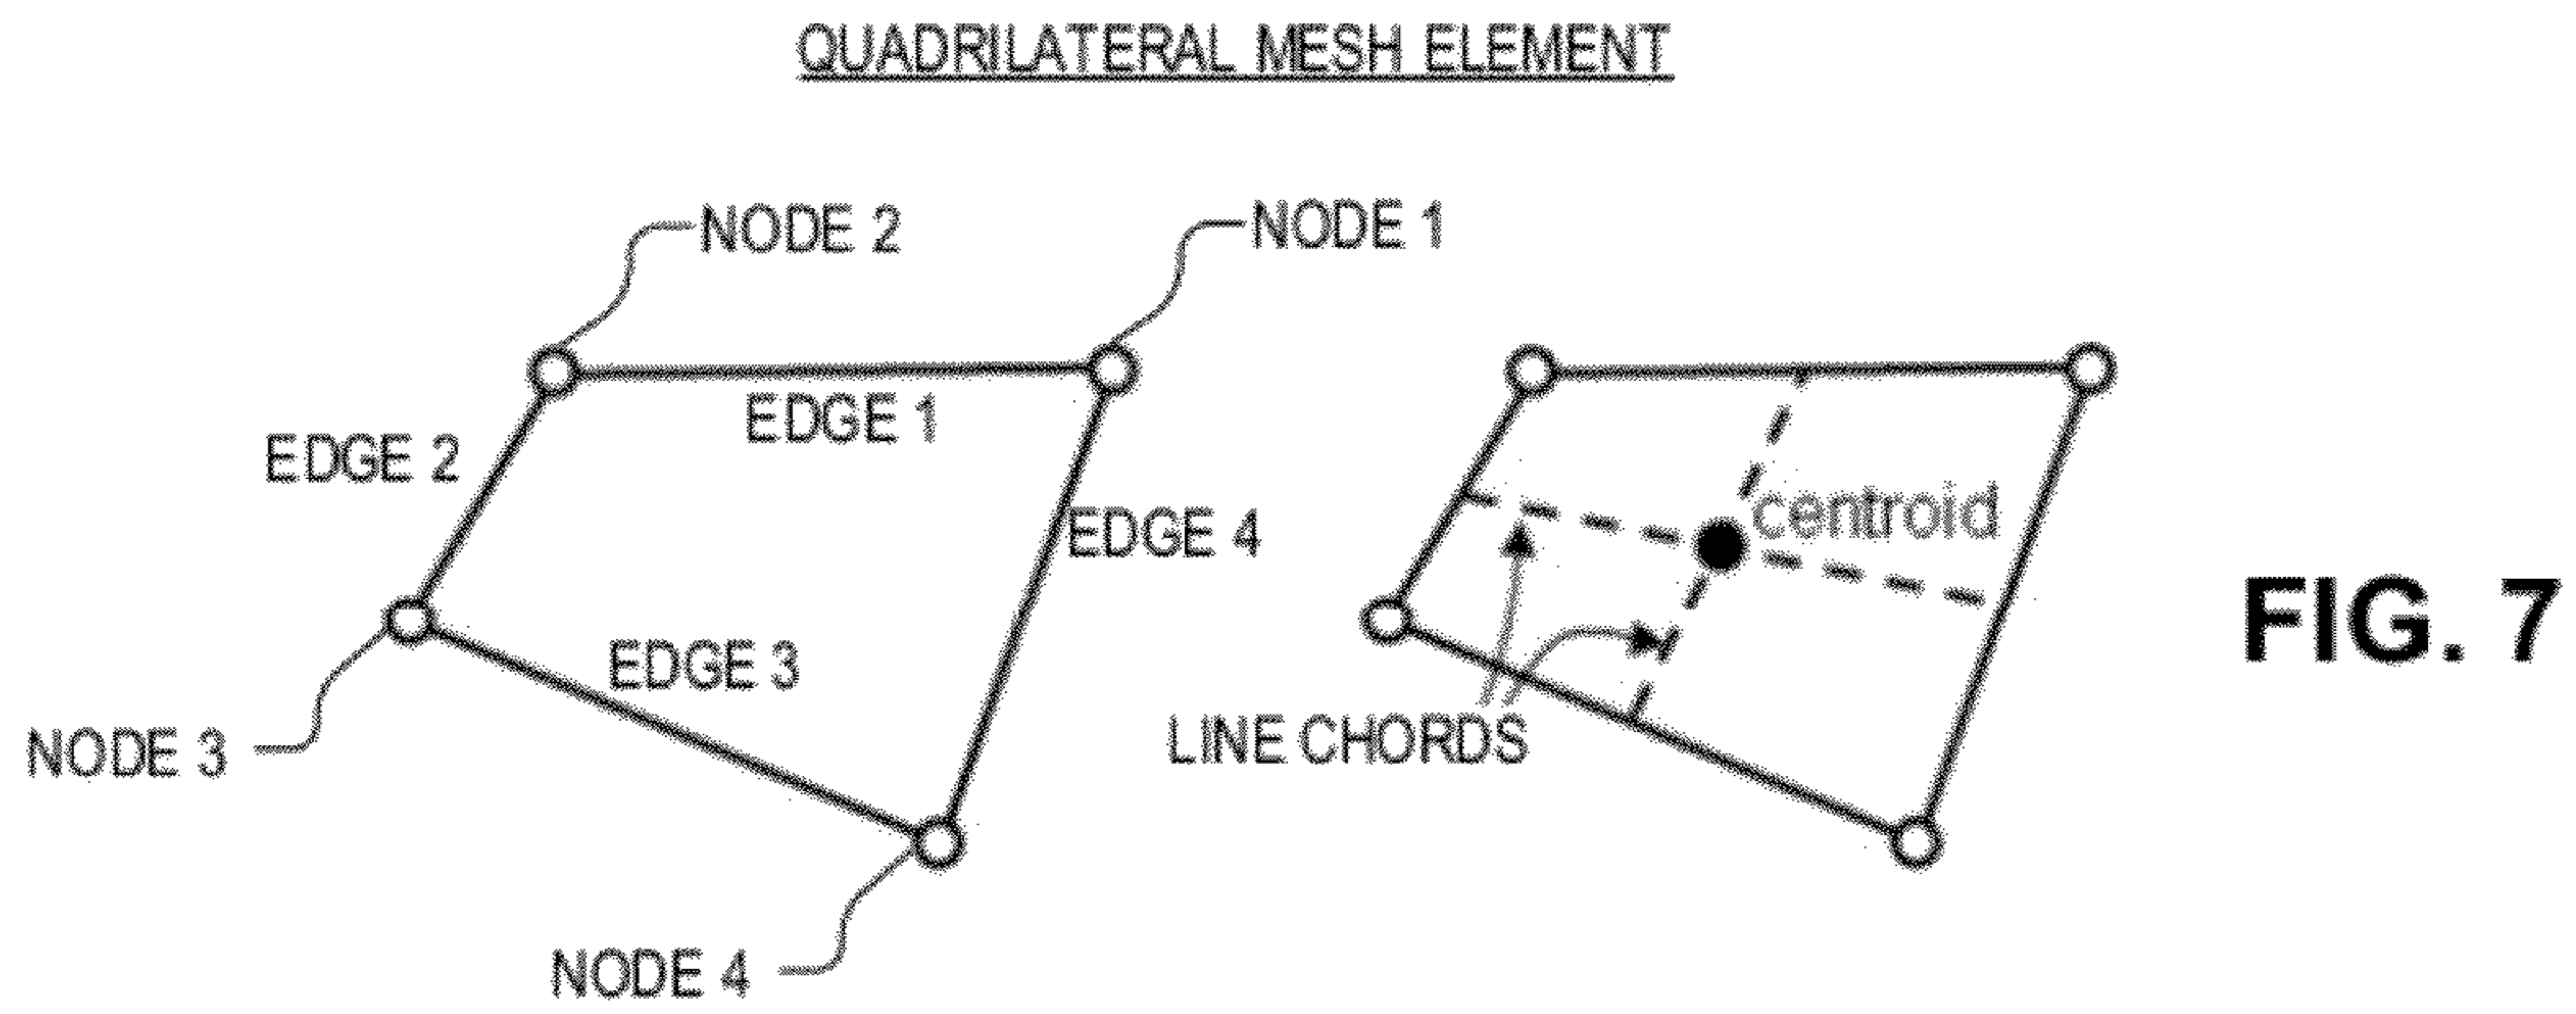 QUADRILATERAL MESH ELEMENT
NODE 2
NODE 1
EDGE 1
EDGE 2
EDGE 4
centroid
EDGE 3
FIG. 7
NODE 3
LINE CHORDS
NODE 4